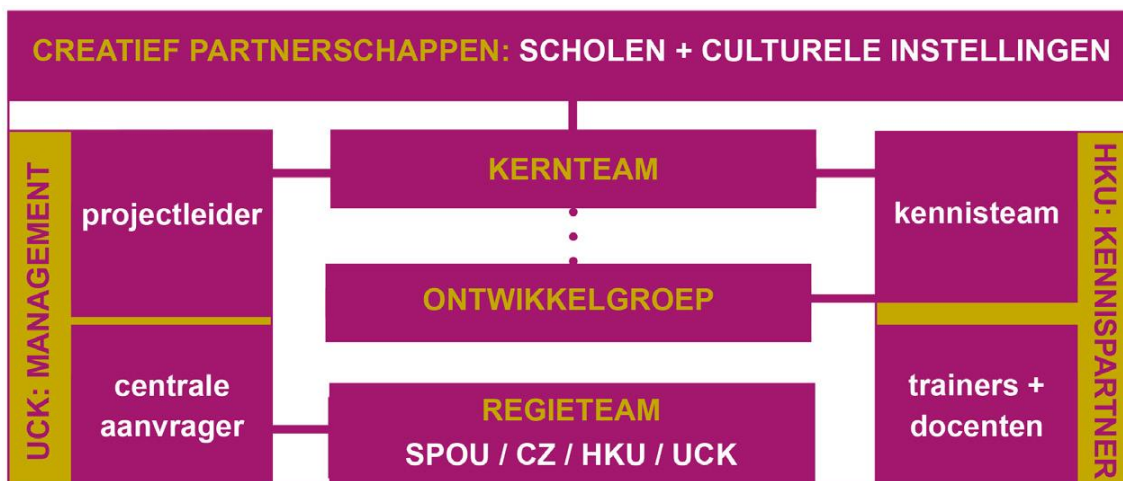 CREATIEF PARTNERSCHAPPEN: SCHOLEN + CULTURELE INSTELLINGEN
UCK: MANAGEMENT
projectleider
centrale
aanvrager
KERNTEAM
ONTWIKKELGROEP
REGIETEAM
SPOU / CZ / HKU / UCK
kennisteam
trainers +
docenten
HKU: KENNISPARTNER